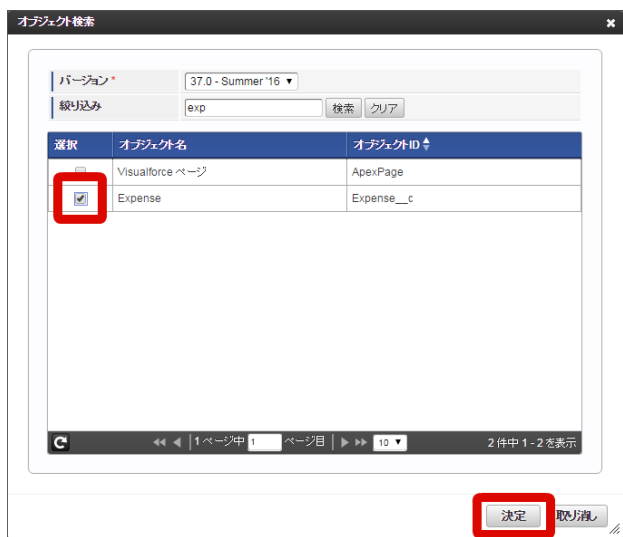 オブジェクト検索
バージョン* 37.0 - Summer '16
絞り込み exp 検索 クリア
選択 オブジェクト名 オブジェクトID
Visualforce ページ ApexPage
Expense Expense__c
1 ページ中 1 ページ目 10 2 件中 1 - 2 を表示
決定 取り消し